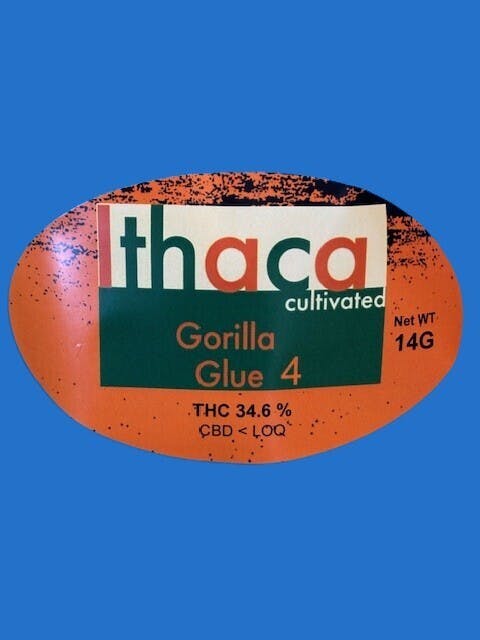 Ithaca
cultivated
Gorilla
Glue 4
Net WT
14G
THC 34.6 %
CBD < LOQ